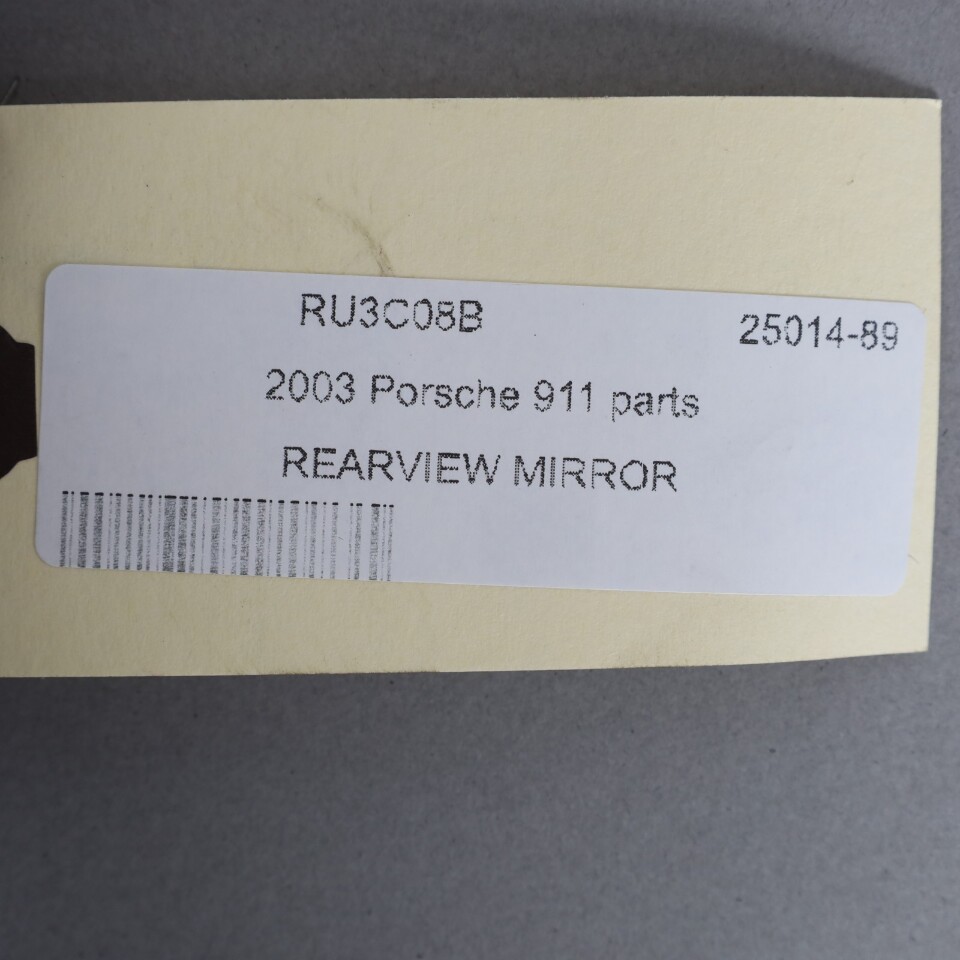 RU3C08B 25014-89
2003 Porsche 911 parts
REARVIEW MIRROR